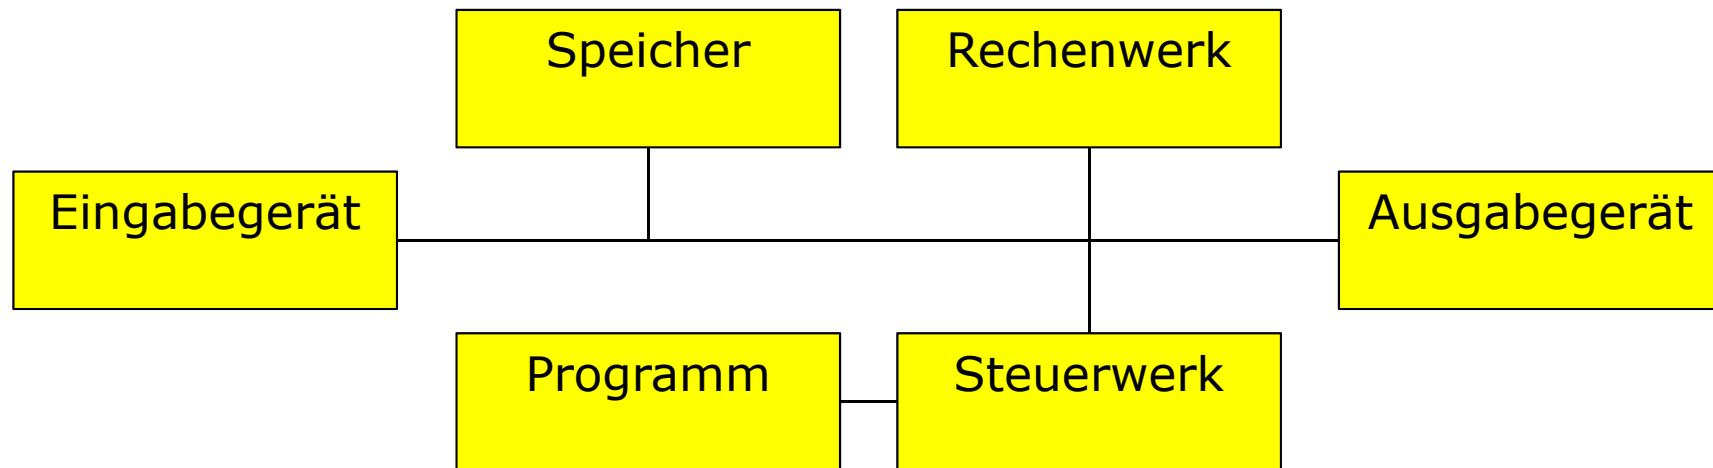 Speicher
Rechenwerk
Eingabegerät
Ausgabegerät
Programm
Steuerwerk